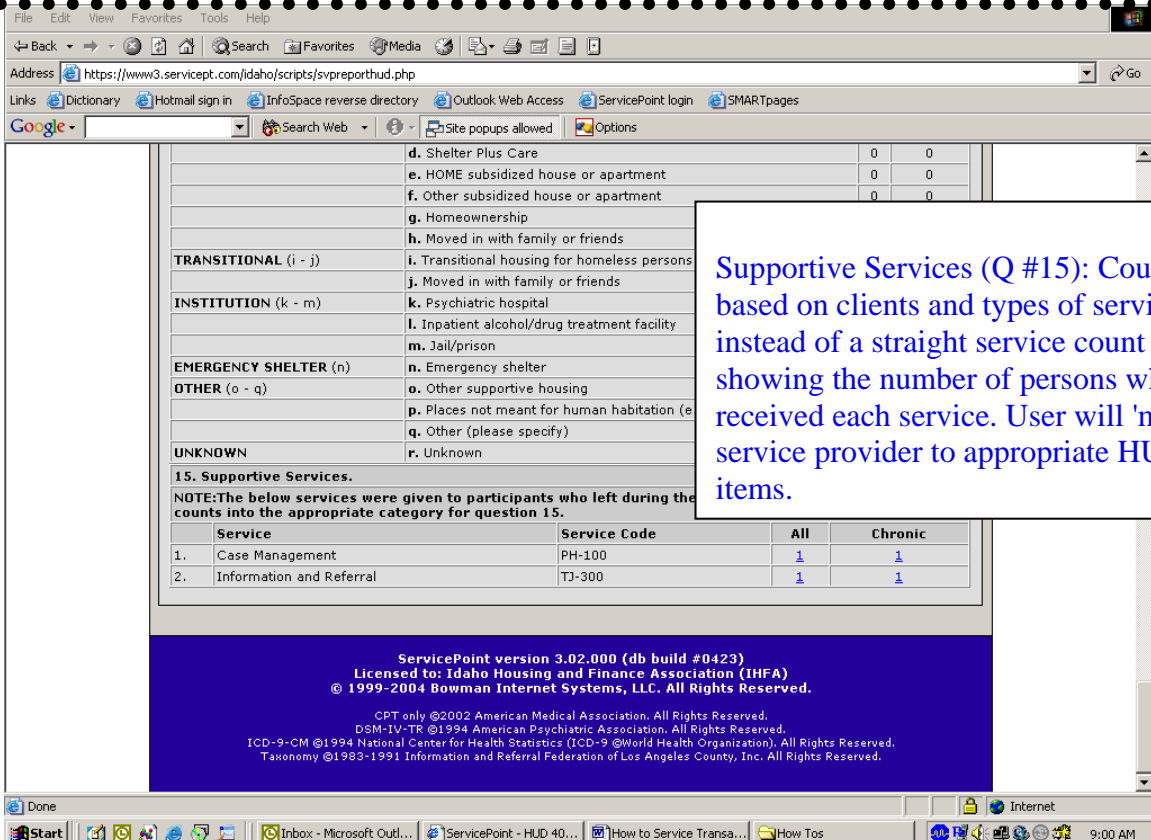 File Edit View Favorites Tools Help
Back Search Favorites Media
Address https://www3.servicept.com/idaho/scripts/svpreporthud.php Go
Links Dictionary Hotmail sign in InfoSpace reverse directory Outlook Web Access ServicePoint login SMARTpages
Google Search Web Site popups allowed Options
d. Shelter Plus Care 0 0
e. HOME subsidized house or apartment 0 0
f. Other subsidized house or apartment 0 0
g. Homeownership
h. Moved in with family or friends
TRANSITIONAL (i - j) i. Transitional housing for homeless persons
j. Moved in with family or friends
INSTITUTION (k - m) k. Psychiatric hospital
l. Inpatient alcohol/drug treatment facility
m. Jail/prison
EMERGENCY SHELTER (n) n. Emergency shelter
OTHER (o - q) o. Other supportive housing
p. Places not meant for human habitation (e
q. Other (please specify)
UNKNOWN r. Unknown
15. Supportive Services.
NOTE:The below services were given to participants who left during the
counts into the appropriate category for question 15.
Service Service Code All Chronic
1. Case Management PH-100 1 1
2. Information and Referral TJ-300 1 1
Supportive Services (Q #15): Cou
based on clients and types of servi
instead of a straight service count
showing the number of persons w
received each service. User will
service provider to appropriate HU
items.
ServicePoint version 3.02.000 (db build #0423)
Licensed to: Idaho Housing and Finance Association (IHFA)
© 1999-2004 Bowman Internet Systems, LLC. All Rights Reserved.
CPT only ©2002 American Medical Association. All Rights Reserved.
DSM-IV-TR ©1994 American Psychiatric Association. All Rights Reserved.
ICD-9-CM ©1994 National Center for Health Statistics (ICD-9 ©World Health Organization). All Rights Reserved.
Taxonomy ©1983-1991 Information and Referral Federation of Los Angeles County, Inc. All Rights Reserved.
Done Internet
Start Inbox - Microsoft Outl... ServicePoint - HUD 40... How to Service Transa... How Tos 9:00 AM